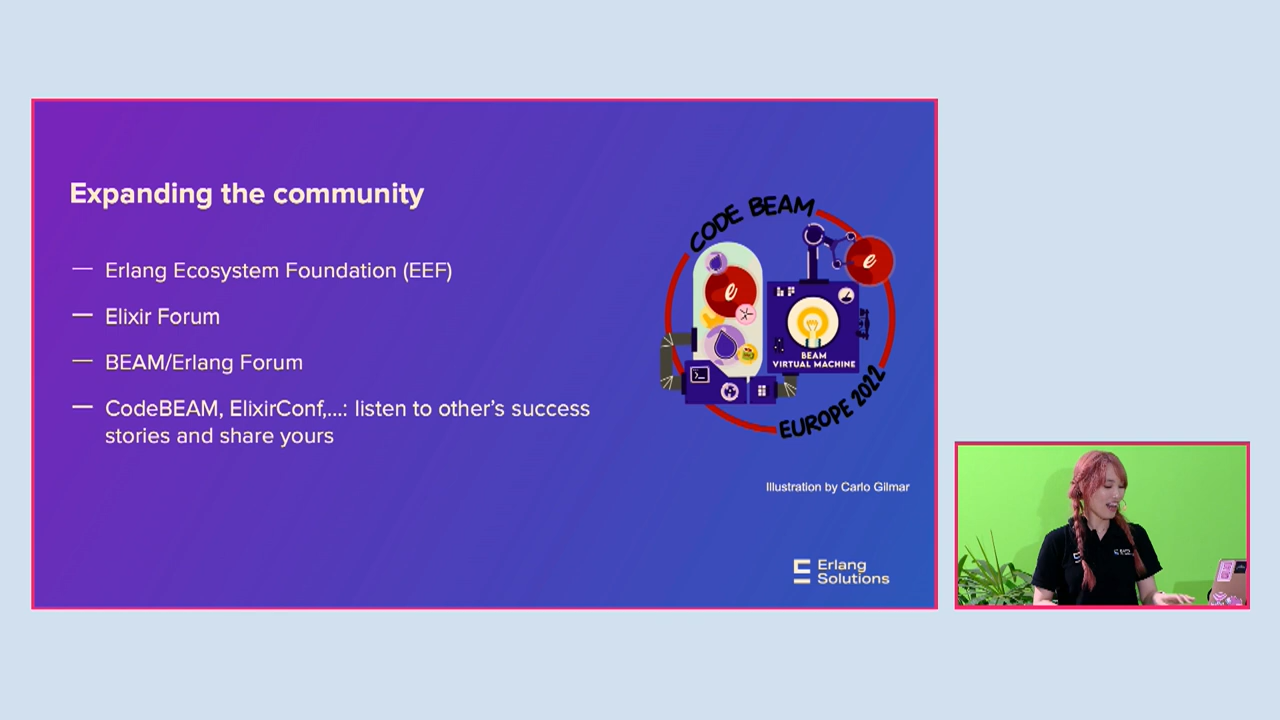 Expanding the community
— Erlang Ecosystem Foundation (EEF)
— Elixir Forum
— BEAM/Erlang Forum
— CodeBEAM, ElixirConf,...: listen to other's success
stories and share yours
CODE BEAM
BEAM
VIRTUAL MACHINE
EUROPE 2022
Illustration by Carlo Gilmar
Erlang
Solutions